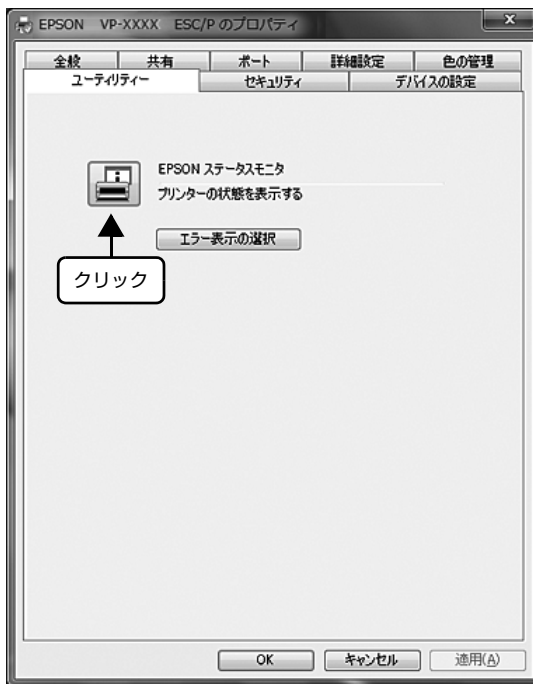 EPSON VP-XXXX ESC/P のプロパティ
全般 共有 ポート 詳細設定 色の管理
ユーティリティー セキュリティ デバイスの設定
EPSON ステータスモニタ
プリンターの状態を表示する
エラー表示の選択
クリック
OK キャンセル 適用(A)